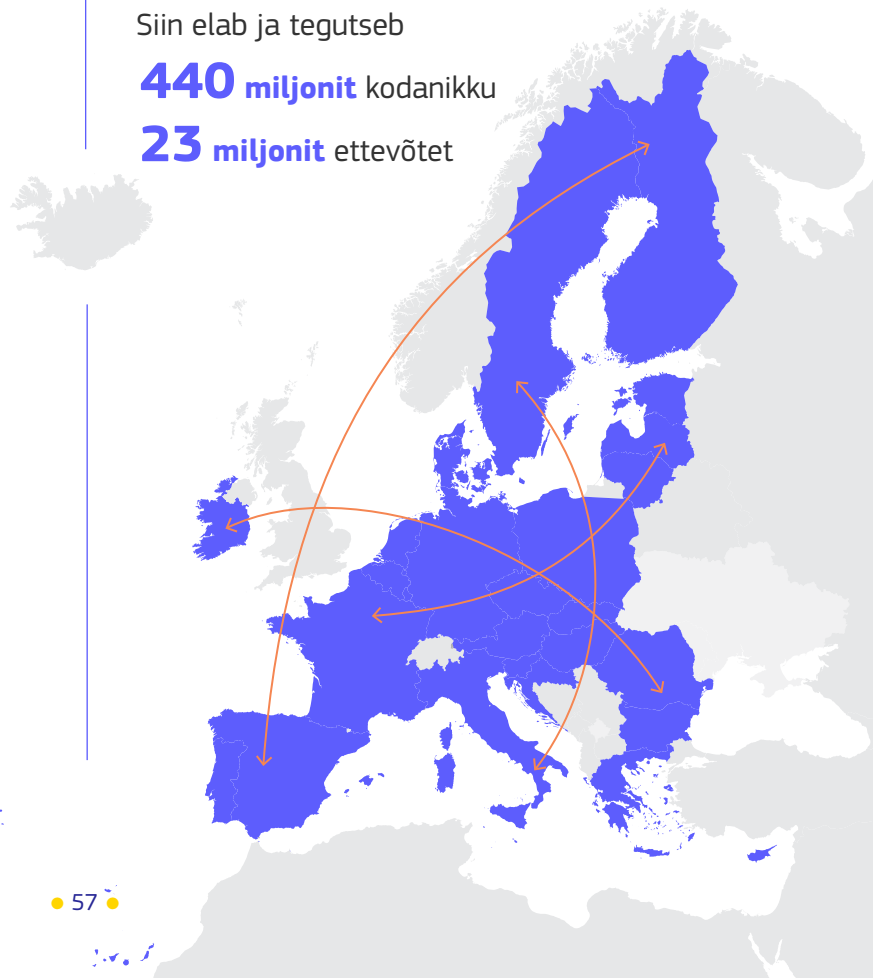 Siin elab ja tegutseb
440 miljonit kodanikku
23 miljonit ettevõtet
57